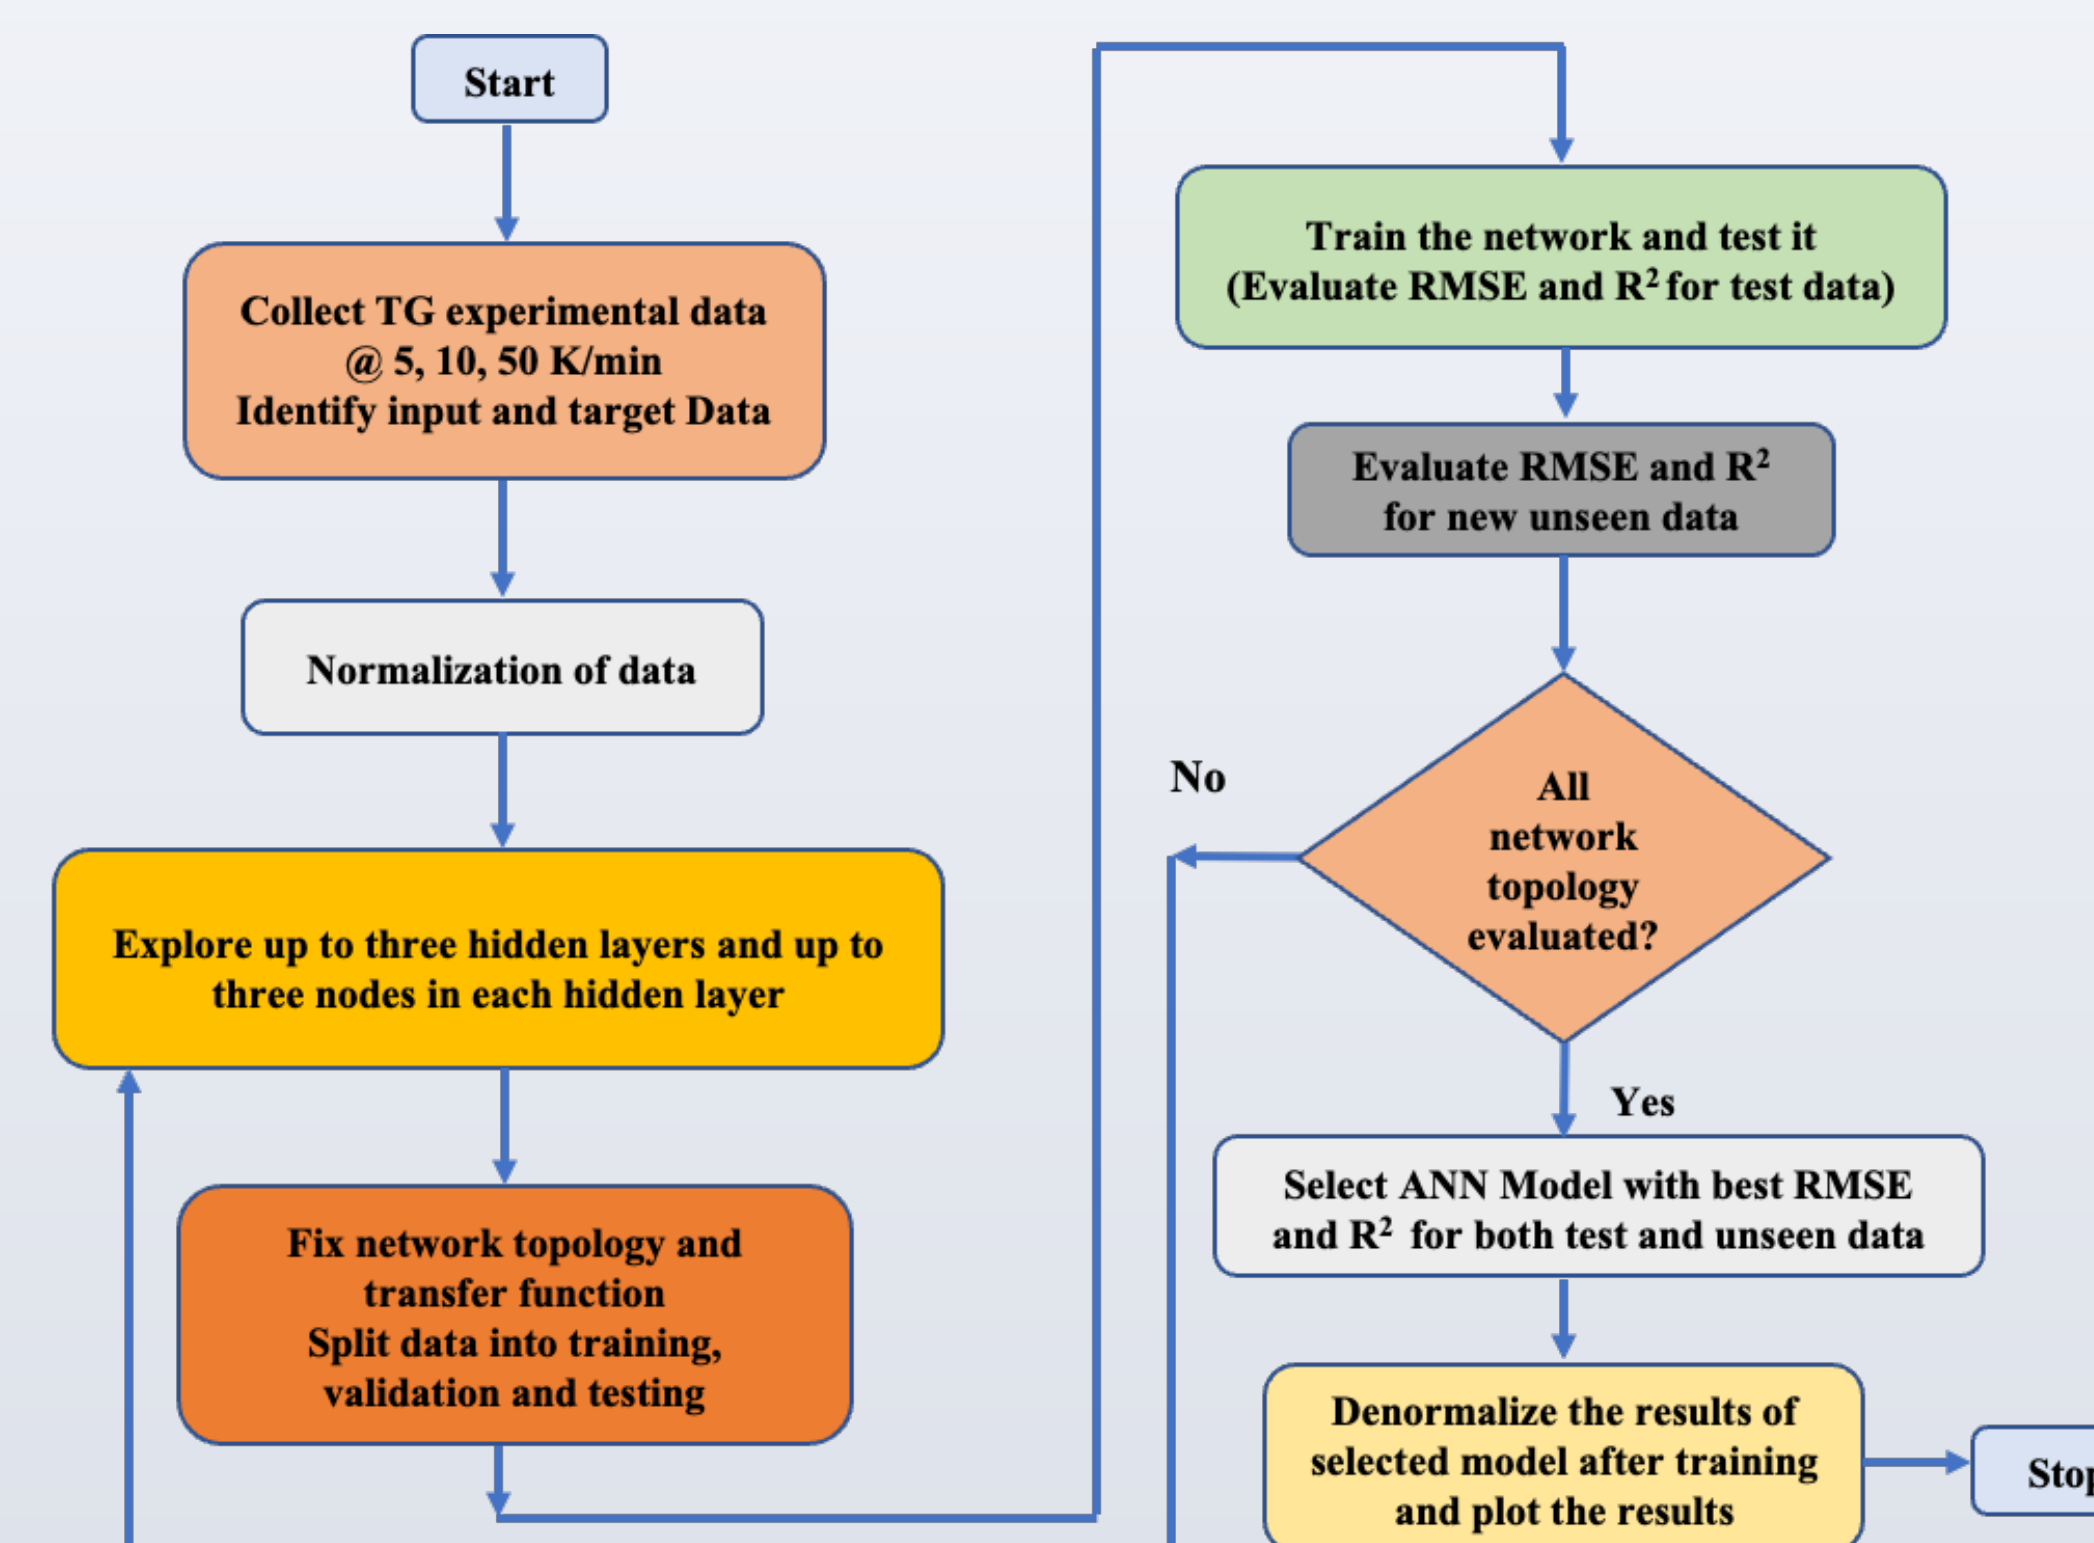 Start
Collect TG experimental data
@ 5, 10, 50 K/min
Identify input and target Data
Normalization of data
Explore up to three hidden layers and up to
three nodes in each hidden layer
Fix network topology and
transfer function
Split data into training,
validation and testing
Train the network and test it
(Evaluate RMSE and R² for test data)
Evaluate RMSE and R²
for new unseen data
All
network
topology
evaluated?
No
Yes
Select ANN Model with best RMSE
and R² for both test and unseen data
Denormalize the results of
selected model after training
and plot the results
Stop